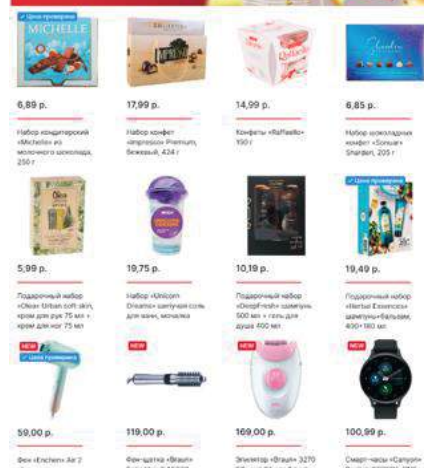 ✓ Цена проверена
MICHELLE
6,89 р.
17,99 р.
14,99 р.
6,85 р.
Набор кондитерский
«Michelle» из
молочного шоколада,
250 г
Набор конфет
«Impresso» Premium,
бежевый, 424 г
Конфеты «Raffaello»
150 г
Набор шоколадных
конфет «Sonuar»
Sharden, 205 г
✓ Цена проверена
5,99 р.
19,75 р.
10,19 р.
19,49 р.
Подарочный набор
«Olea» Urban soft skin,
крем для рук 75 мл +
крем для ног 75 мл
Набор «Unicorn
Dreams» шипучая соль
для ванн, мочалка
Подарочный набор
«DeepFresh» шампунь
500 мл + гель для
душа 400 мл
Подарочный набор
«Herbal Essences»
шампунь+бальзам,
400+180 мл
NEW
✓ Цена проверена
NEW
NEW
NEW
59,00 р.
119,00 р.
169,00 р.
100,99 р.
Фен «Enchen» Air 2
Фен-щетка «Braun»
Эпилятор «Braun» 3270
Смарт-часы «Canyon»